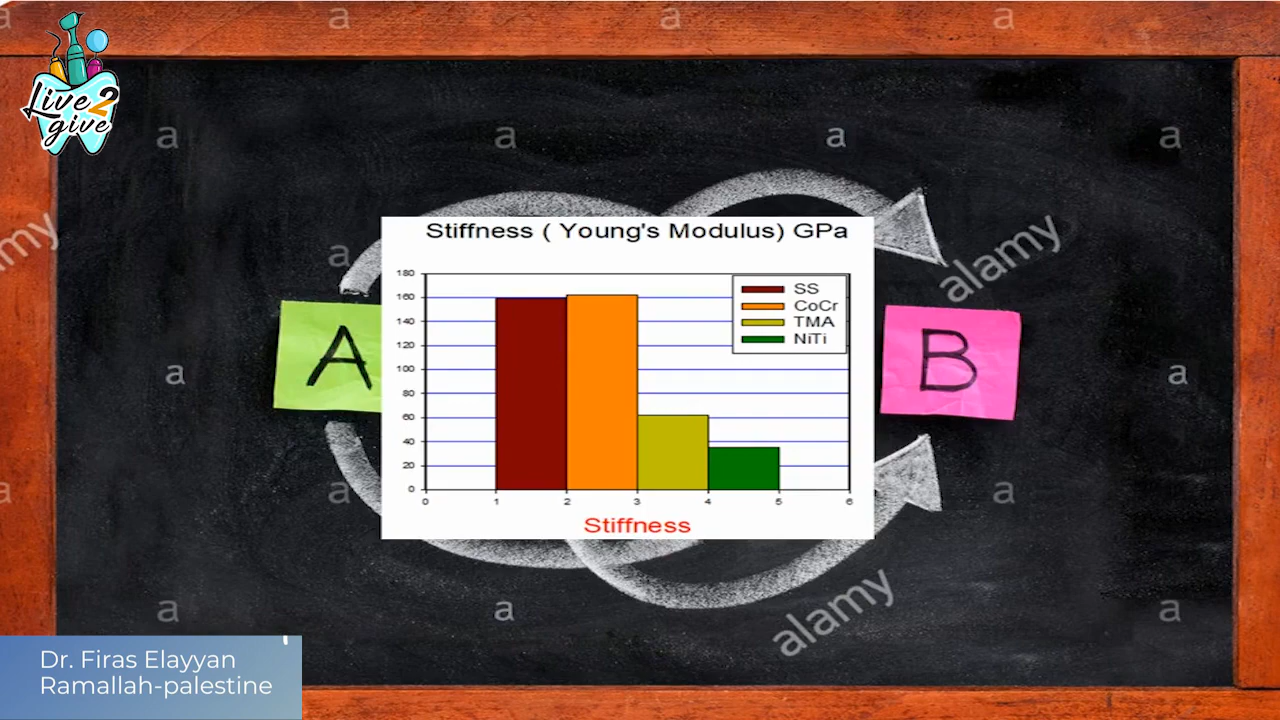 a a a a
Live 2
give
a a a a
Stiffness ( Young's Modulus) GPa
alamy
a
alamy
180
160
140
120
100
80
60
40
20
0
SS
CoCr
TMA
NiTi
A
B
a
a
a
a
a
0 1 2 3 4 5 6
Stiffness
a
a
a
a
alamy
Dr. Firas Elayyan
Ramallah-palestine